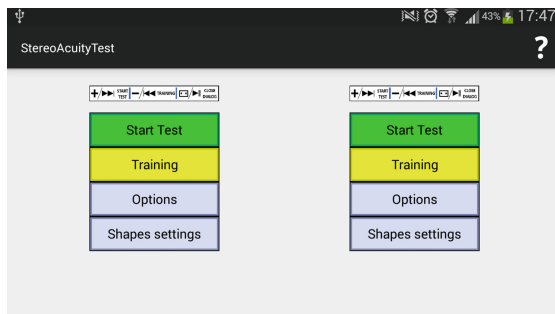 43% 17:47
StereoAcuityTest ?
+/▶▶| START TEST −/|◀◀ TRAINING /▶|| CLOSE DIALOG
+/▶▶| START TEST −/|◀◀ TRAINING /▶|| CLOSE DIALOG
Start Test
Start Test
Training
Training
Options
Options
Shapes settings
Shapes settings